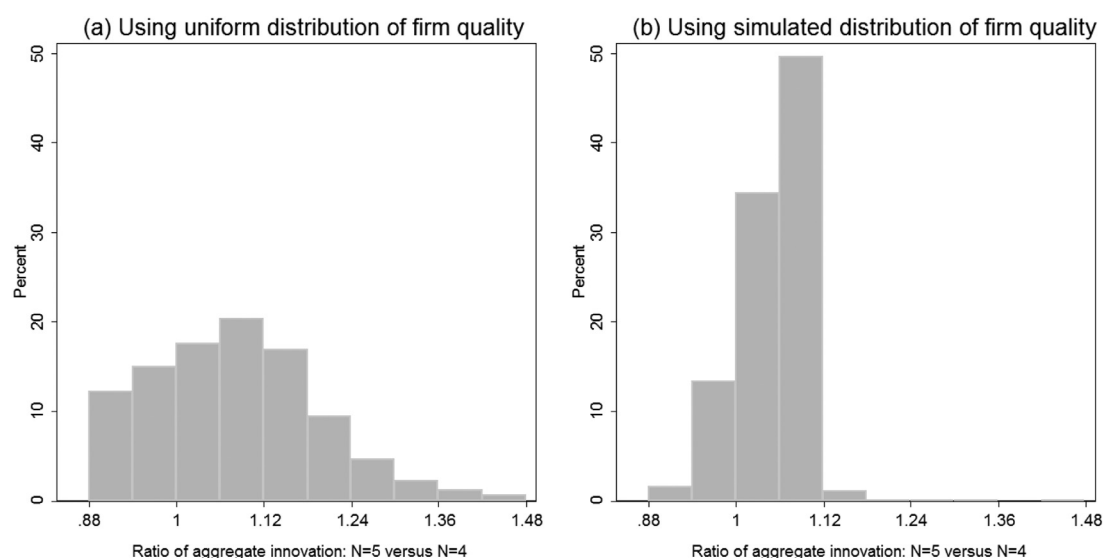 (a) Using uniform distribution of firm quality
50
40
30
20
10
0
Percent
.88 1 1.12 1.24 1.36 1.48
Ratio of aggregate innovation: N=5 versus N=4
(b) Using simulated distribution of firm quality
50
40
30
20
10
0
Percent
.88 1 1.12 1.24 1.36 1.48
Ratio of aggregate innovation: N=5 versus N=4